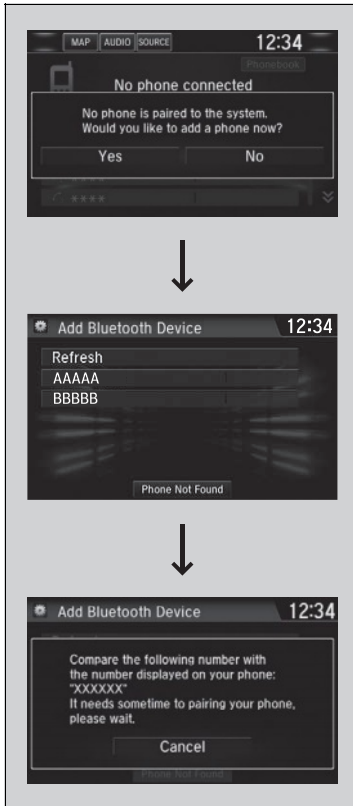 MAP AUDIO SOURCE 12:34
Phonebook
No phone connected
No phone is paired to the system.
Would you like to add a phone now?
Yes No
****
Add Bluetooth Device 12:34
Refresh
AAAAA
BBBBB
Phone Not Found
Add Bluetooth Device 12:34
Compare the following number with
the number displayed on your phone:
"XXXXXX"
It needs sometime to pairing your phone,
please wait.
Cancel
Phone Not Found